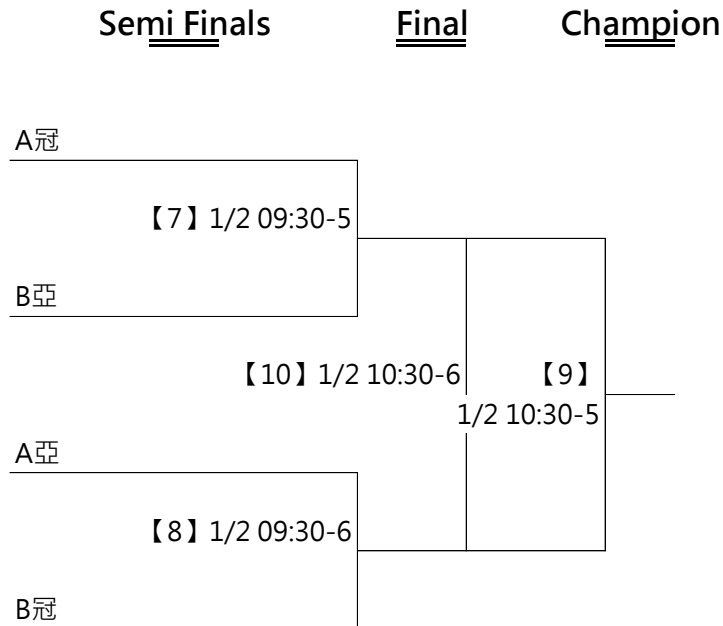 Semi Finals Final Champion
A冠
【7】1/2 09:30-5
B亞
【10】1/2 10:30-6 【9】
1/2 10:30-5
A亞
【8】1/2 09:30-6
B冠